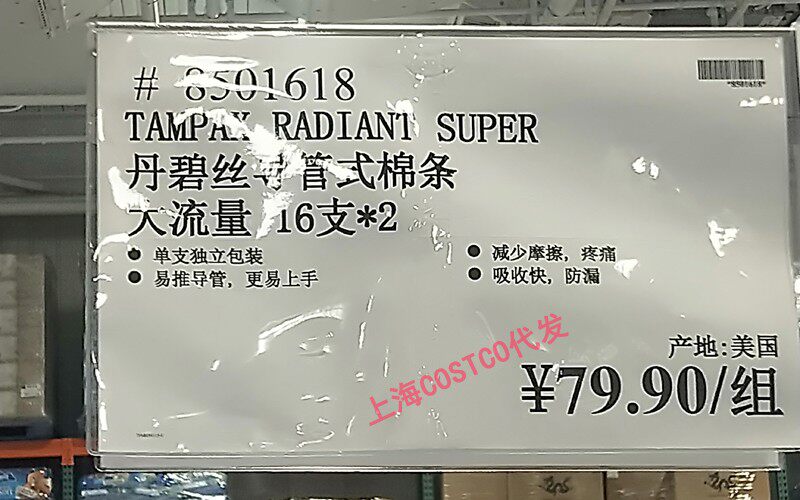 # 8501618
"8501618"
TAMPAX RADIANT SUPER
丹碧丝导管式棉条
大流量 16支*2
单支独立包装
减少摩擦,疼痛
易推导管,更易上手
吸收快,防漏
产地:美国
¥79.90/组
上海COSTCO代发